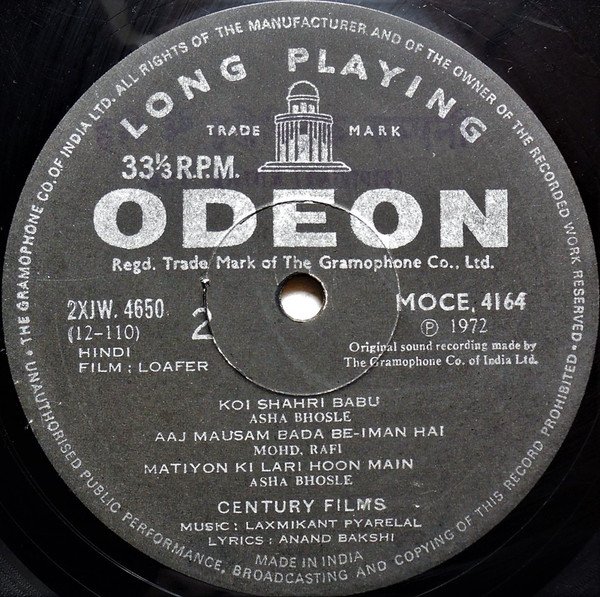 UNAUTHORISED PUBLIC PERFORMANCE, BROADCASTING AND COPYING OF THIS RECORD PROHIBITED • THE GRAMOPHONE CO. OF INDIA LTD. ALL RIGHTS OF THE MANUFACTURER AND OF THE OWNER OF THE RECORDED WORK RESERVED •
LONG PLAYING
TRADE MARK
33⅓ R.P.M.
ODEON
Regd. Trade Mark of The Gramophone Co., Ltd.
2XJW. 4650
2
MOCE. 4164
(12-110)
℗ 1972
HINDI
FILM : LOAFER
Original sound recording made by
The Gramophone Co. of India Ltd.
KOI SHAHRI BABU
ASHA BHOSLE
AAJ MAUSAM BADA BE-IMAN HAI
MOHD. RAFI
MATIYON KI LARI HOON MAIN
ASHA BHOSLE
CENTURY FILMS
MUSIC : LAXMIKANT PYARELAL
LYRICS : ANAND BAKSHI
MADE IN INDIA